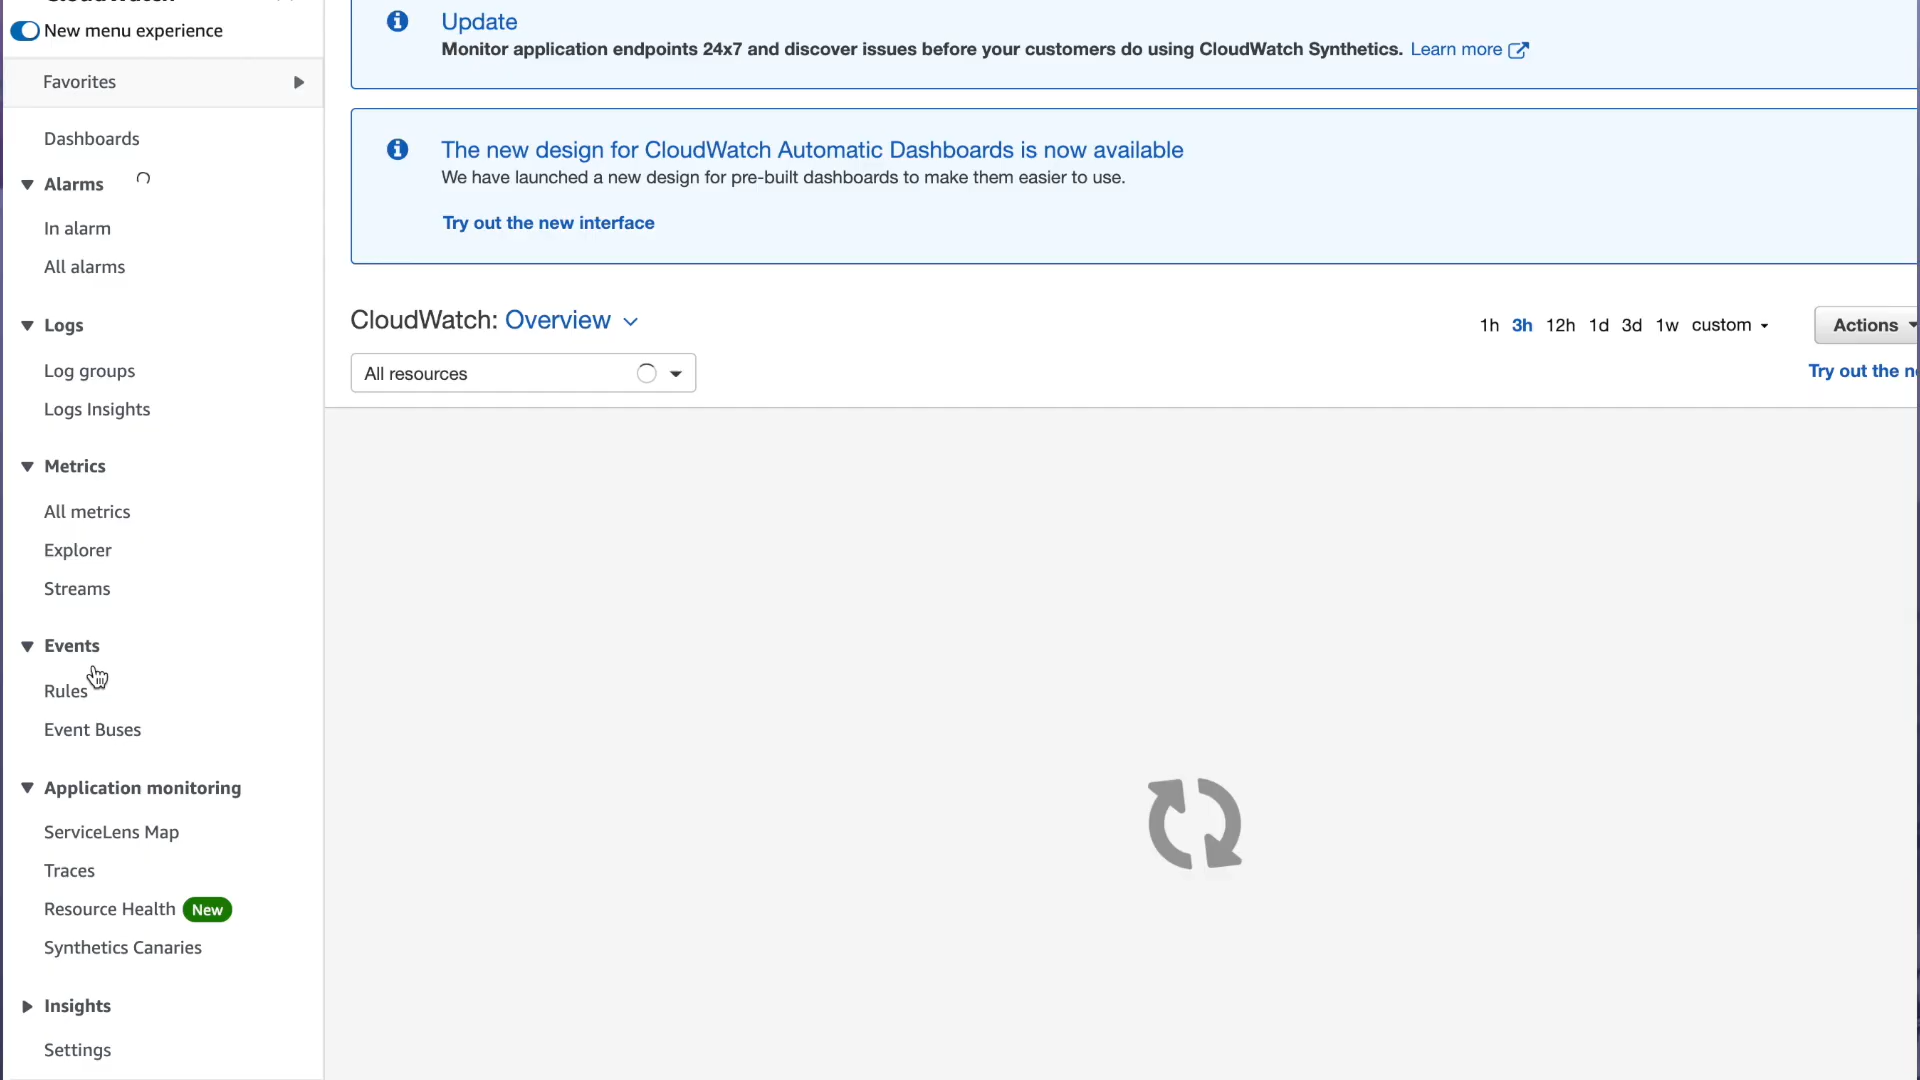 New menu experience
Favorites
Dashboards
Alarms
In alarm
All alarms
Logs
Log groups
Logs Insights
Metrics
All metrics
Explorer
Streams
Events
Rules
Event Buses
Application monitoring
ServiceLens Map
Traces
Resource Health New
Synthetics Canaries
Insights
Settings
Update
Monitor application endpoints 24x7 and discover issues before your customers do using CloudWatch Synthetics. Learn more
The new design for CloudWatch Automatic Dashboards is now available
We have launched a new design for pre-built dashboards to make them easier to use.
Try out the new interface
CloudWatch: Overview
1h 3h 12h 1d 3d 1w custom
Actions
All resources
Try out the